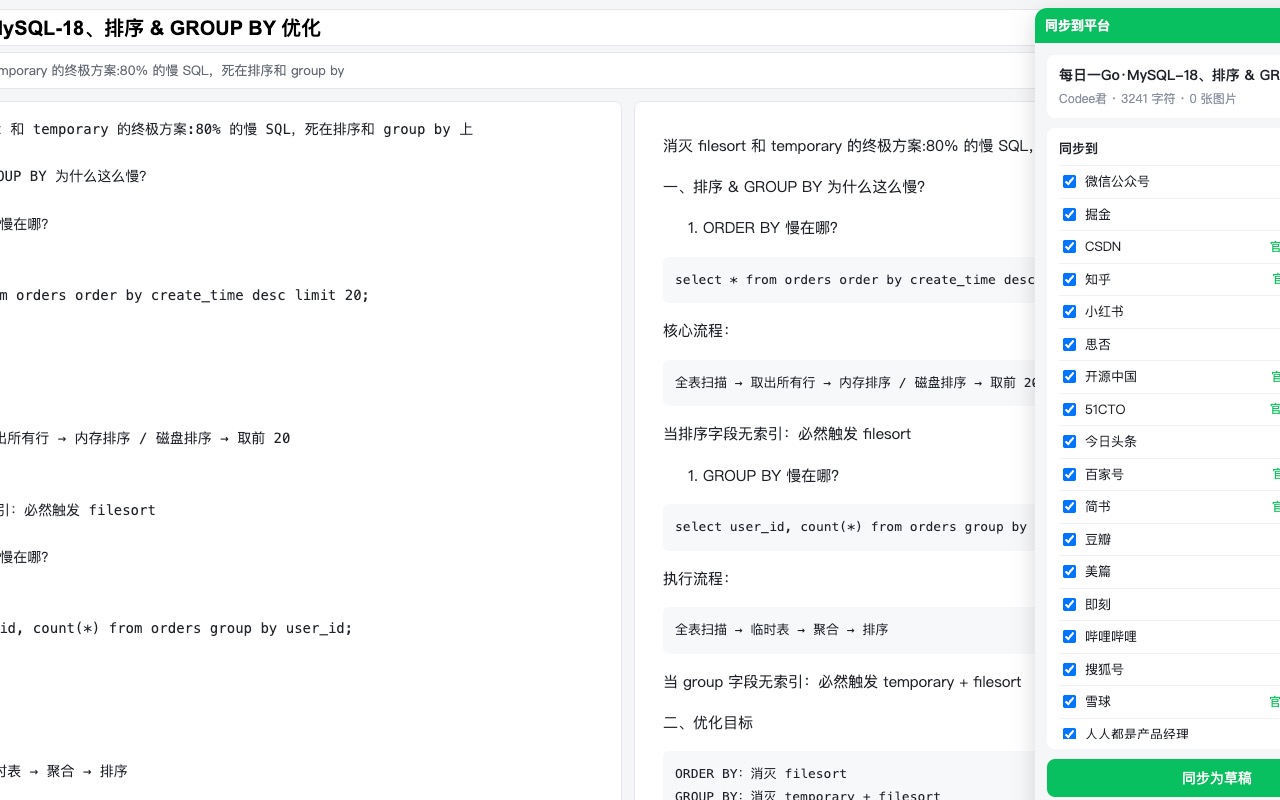 MySQL-18、排序 & GROUP BY 优化
mporary 的终极方案:80% 的慢 SQL，死在排序和 group by
和 temporary 的终极方案:80% 的慢 SQL，死在排序和 group by 上
OUP BY 为什么这么慢?
慢在哪?
m orders order by create_time desc limit 20;
出所有行 → 内存排序 / 磁盘排序 → 取前 20
引：必然触发 filesort
慢在哪?
id, count(*) from orders group by user_id;
时表 → 聚合 → 排序
消灭 filesort 和 temporary 的终极方案:80% 的慢 SQL，
一、排序 & GROUP BY 为什么这么慢?
1. ORDER BY 慢在哪?
select * from orders order by create_time desc
核心流程：
全表扫描 → 取出所有行 → 内存排序 / 磁盘排序 → 取前 20
当排序字段无索引：必然触发 filesort
1. GROUP BY 慢在哪?
select user_id, count(*) from orders group by
执行流程：
全表扫描 → 临时表 → 聚合 → 排序
当 group 字段无索引：必然触发 temporary + filesort
二、优化目标
ORDER BY：消灭 filesort
GROUP BY：消灭 temporary + filesort
同步到平台
每日一Go·MySQL-18、排序 & GR
Codee君 · 3241 字符 · 0 张图片
同步到
微信公众号
掘金
CSDN 官
知乎 官
小红书
思否
开源中国 官
51CTO 官
今日头条
百家号 官
简书 官
豆瓣
美篇
即刻
哔哩哔哩
搜狐号
雪球 官
人人都是产品经理
同步为草稿